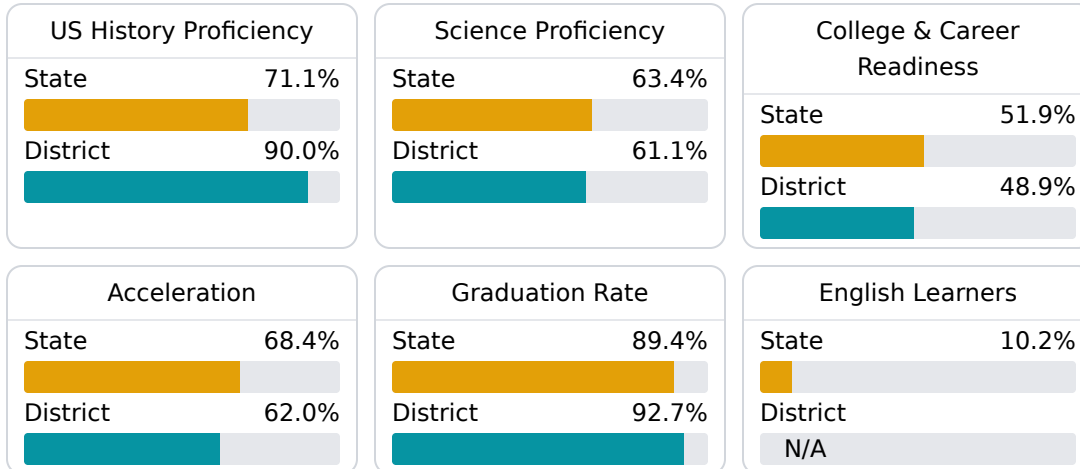 US History Proficiency
State 71.1%
District 90.0%
Science Proficiency
State 63.4%
District 61.1%
College & Career
Readiness
State 51.9%
District 48.9%
Acceleration
State 68.4%
District 62.0%
Graduation Rate
State 89.4%
District 92.7%
English Learners
State 10.2%
District
N/A